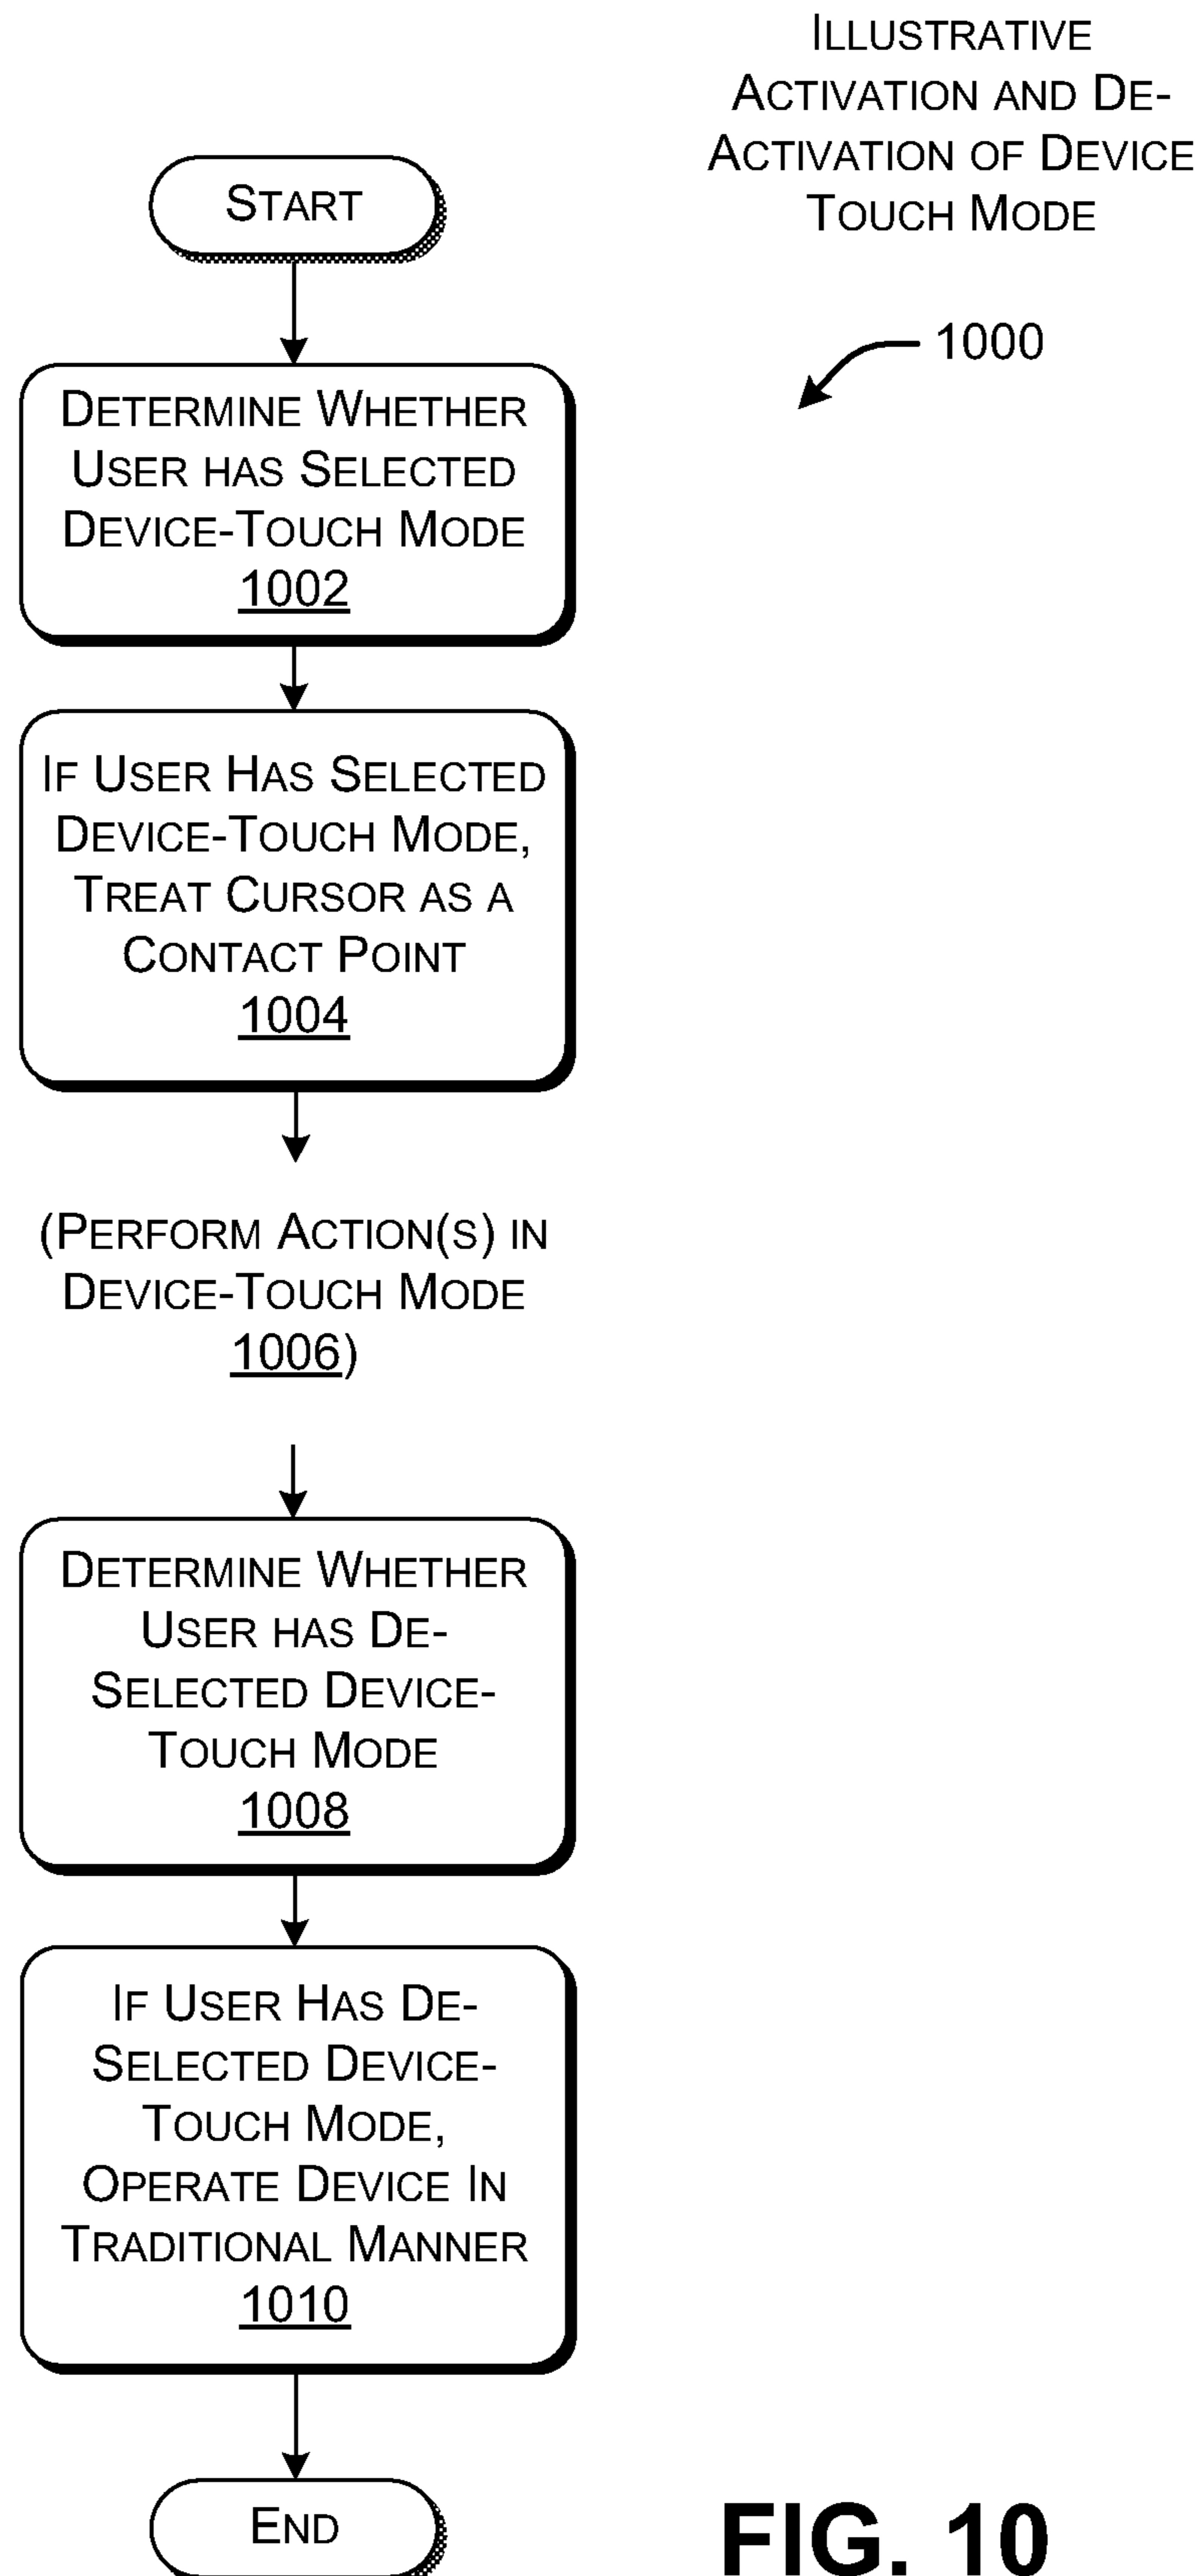 ILLUSTRATIVE
ACTIVATION AND DE-
ACTIVATION OF DEVICE
TOUCH MODE
START
1000
DETERMINE WHETHER
USER HAS SELECTED
DEVICE-TOUCH MODE
1002
IF USER HAS SELECTED
DEVICE-TOUCH MODE,
TREAT CURSOR AS A
CONTACT POINT
1004
(PERFORM ACTION(S) IN
DEVICE-TOUCH MODE
1006)
DETERMINE WHETHER
USER HAS DE-
SELECTED DEVICE-
TOUCH MODE
1008
IF USER HAS DE-
SELECTED DEVICE-
TOUCH MODE,
OPERATE DEVICE IN
TRADITIONAL MANNER
1010
END
FIG. 10